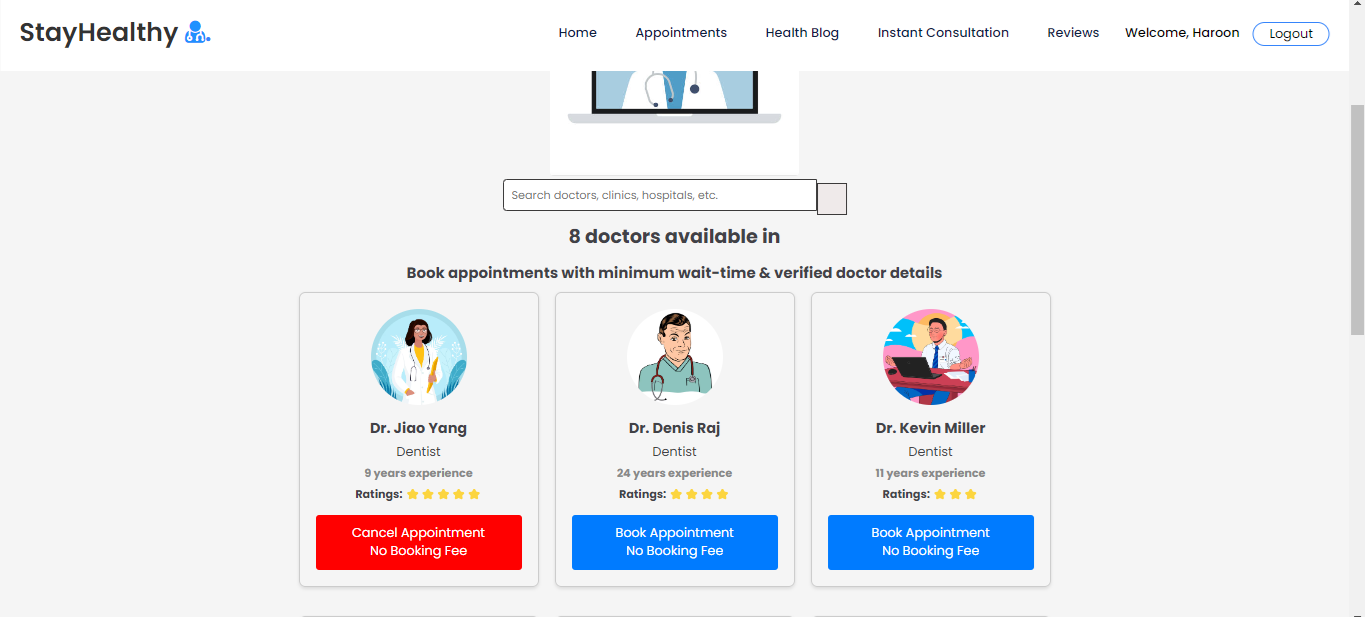 StayHealthy
Home Appointments Health Blog Instant Consultation Reviews Welcome, Haroon Logout
Search doctors, clinics, hospitals, etc.
8 doctors available in
Book appointments with minimum wait-time & verified doctor details
Dr. Jiao Yang
Dentist
9 years experience
Ratings:
Cancel Appointment
No Booking Fee
Dr. Denis Raj
Dentist
24 years experience
Ratings:
Book Appointment
No Booking Fee
Dr. Kevin Miller
Dentist
11 years experience
Ratings:
Book Appointment
No Booking Fee